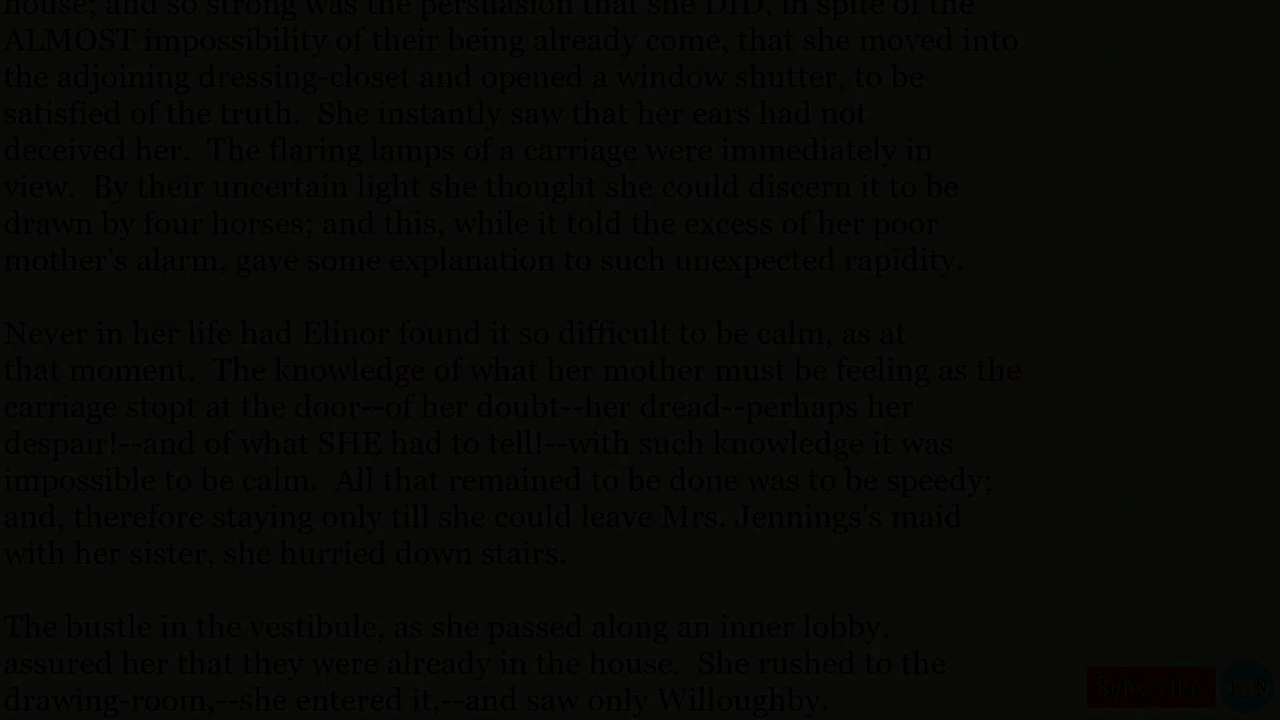 house; and so strong was the persuasion that she DID, in spite of the
ALMOST impossibility of their being already come, that she moved into
the adjoining dressing-closet and opened a window shutter, to be
satisfied of the truth.  She instantly saw that her ears had not
deceived her.  The flaring lamps of a carriage were immediately in
view.  By their uncertain light she thought she could discern it to be
drawn by four horses; and this, while it told the excess of her poor
mother's alarm, gave some explanation to such unexpected rapidity.
Never in her life had Elinor found it so difficult to be calm, as at
that moment.  The knowledge of what her mother must be feeling as the
carriage stopt at the door--of her doubt--her dread--perhaps her
despair!--and of what SHE had to tell!--with such knowledge it was
impossible to be calm.  All that remained to be done was to be speedy;
and, therefore staying only till she could leave Mrs. Jennings's maid
with her sister, she hurried down stairs.
The bustle in the vestibule, as she passed along an inner lobby,
assured her that they were already in the house.  She rushed to the
drawing-room,--she entered it,--and saw only Willoughby.
Subscribe